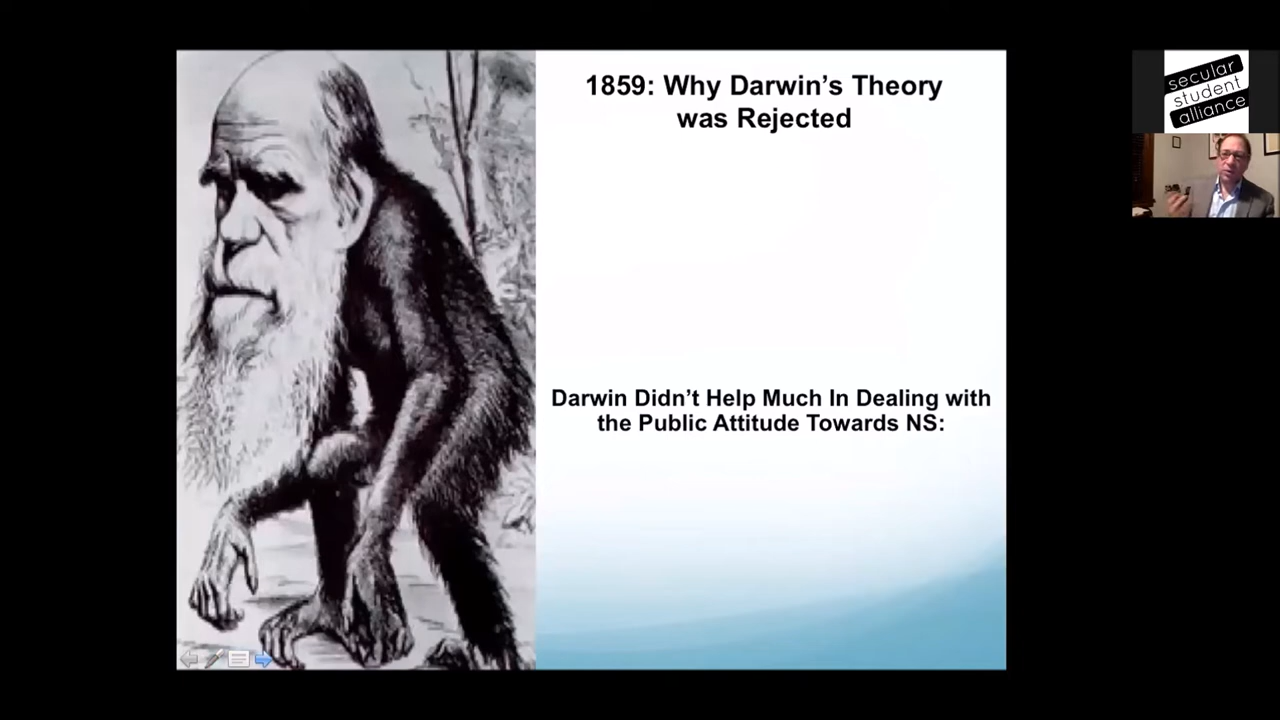 1859: Why Darwin’s Theory
was Rejected
Darwin Didn’t Help Much In Dealing with
the Public Attitude Towards NS:
secular
student
alliance